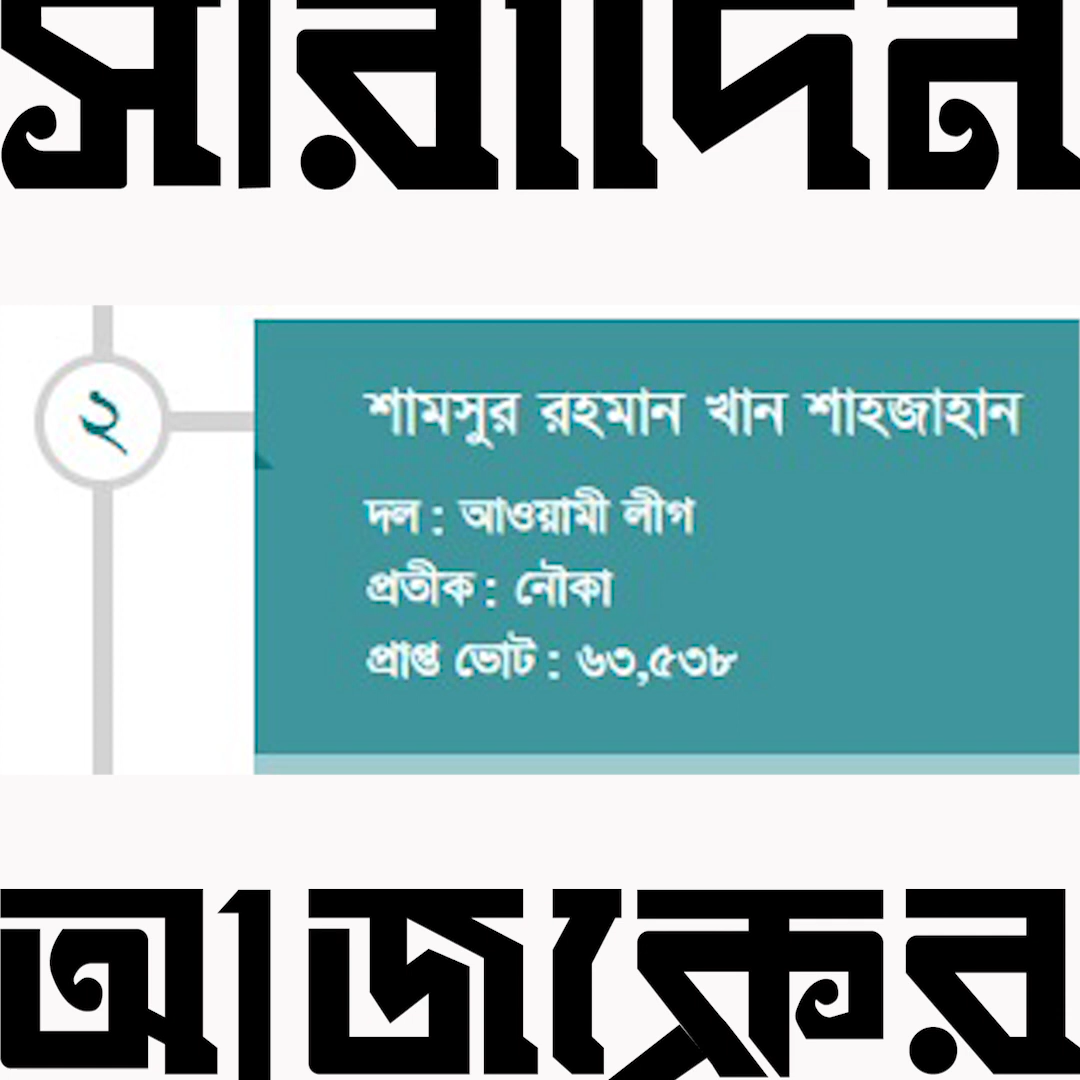 সারাদিন
২
শামসুর রহমান খান শাহজাহান
দল : আওয়ামী লীগ
প্রতীক : নৌকা
প্রাপ্ত ভোট : ৬৩,৫৩৮
আজকের